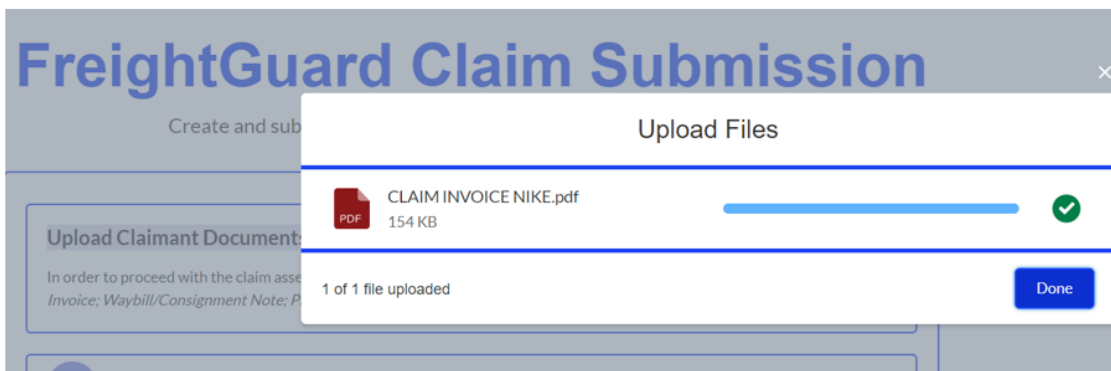 FreightGuard Claim Submission
Create and sub
Upload Files
PDF
CLAIM INVOICE NIKE.pdf
154 KB
Upload Claimant Documents
In order to proceed with the claim asse
Invoice; Waybill/Consignment Note; P
1 of 1 file uploaded
Done